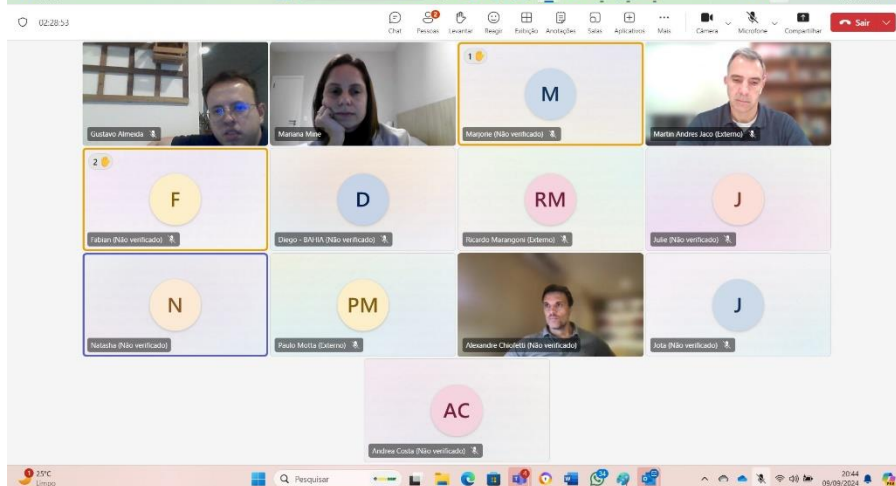 02:28:53
Chat
Pessoas
Levantar
Reagir
Exibição
Anotações
Salas
Aplicativos
Mais
Câmera
Microfone
Compartilhar
Sair
Gustavo Almeida
Mariana Mine
1
M
Marjorie (Não verificado)
Martin Andres Jaco (Externo)
2
F
Fabian (Não verificado)
D
Diego - BAHIA (Não verificado)
RM
Ricardo Marangoni (Externo)
J
Julie (Não verificado)
N
Natasha (Não verificado)
PM
Paulo Motta (Externo)
Alexandre Chiofetti (Não verificado)
J
Jota (Não verificado)
AC
Andrea Costa (Não verificado)
1
25°C
Limpo
Pesquisar
4
34
20:44
09/09/2024